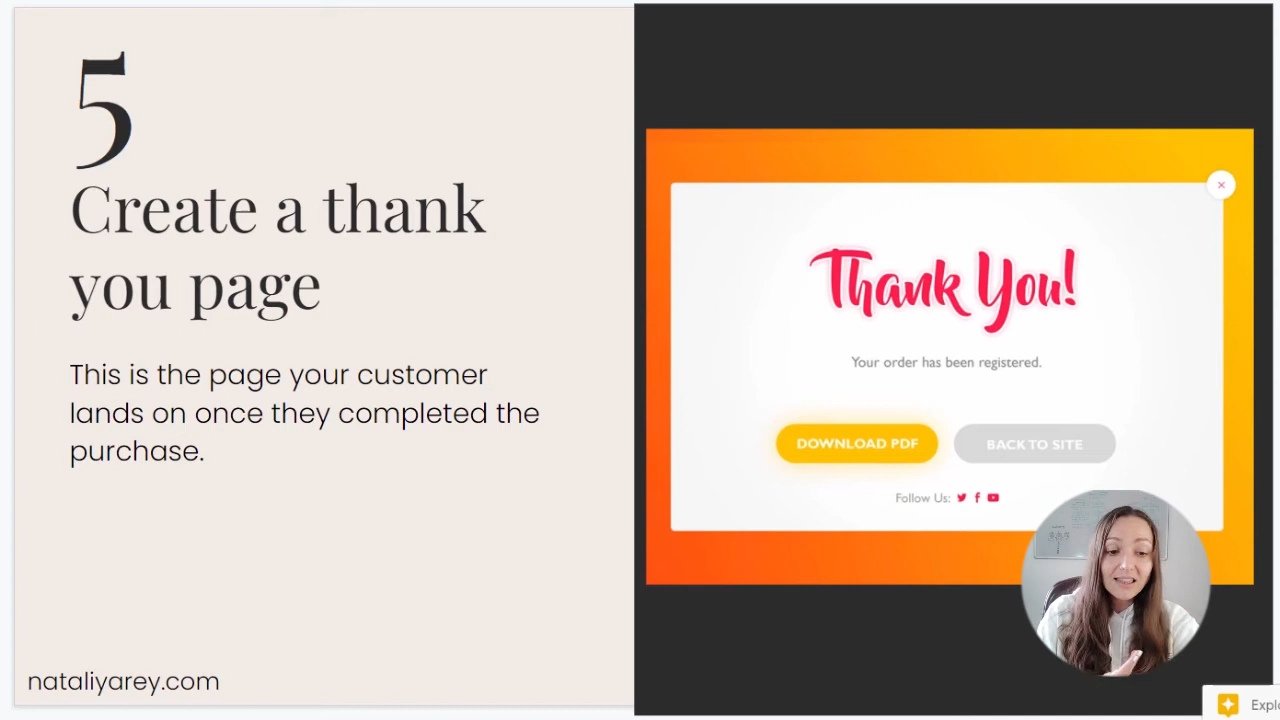 5
Create a thank
you page
This is the page your customer
lands on once they completed the
purchase.
nataliyarey.com
Thank You!
Your order has been registered.
DOWNLOAD PDF
BACK TO SITE
Follow Us: